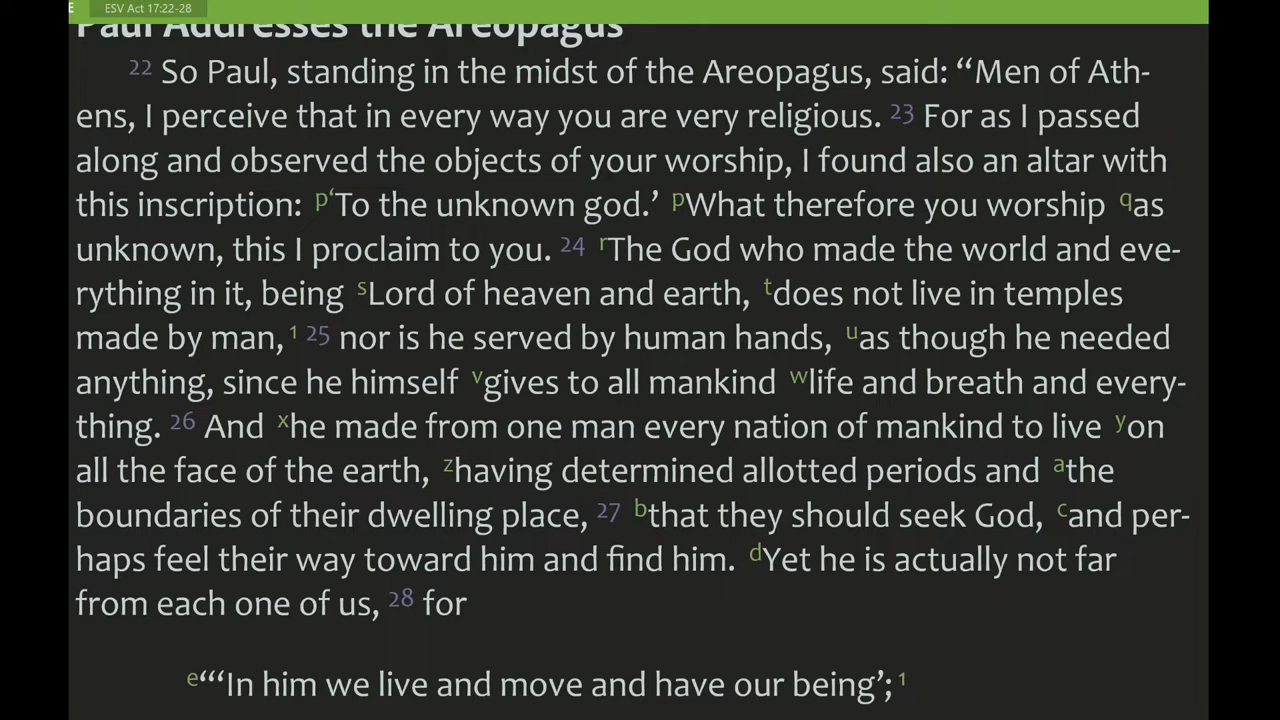 E ESV Act 17:22-28
Paul Addresses the Areopagus
22 So Paul, standing in the midst of the Areopagus, said: “Men of Ath-
ens, I perceive that in every way you are very religious. 23 For as I passed
along and observed the objects of your worship, I found also an altar with
this inscription: p‘To the unknown god.’ pWhat therefore you worship qas
unknown, this I proclaim to you. 24 rThe God who made the world and eve-
rything in it, being sLord of heaven and earth, tdoes not live in temples
made by man,1 25 nor is he served by human hands, uas though he needed
anything, since he himself vgives to all mankind wlife and breath and every-
thing. 26 And xhe made from one man every nation of mankind to live yon
all the face of the earth, zhaving determined allotted periods and athe
boundaries of their dwelling place, 27 bthat they should seek God, cand per-
haps feel their way toward him and find him. dYet he is actually not far
from each one of us, 28 for
e“‘In him we live and move and have our being’;1